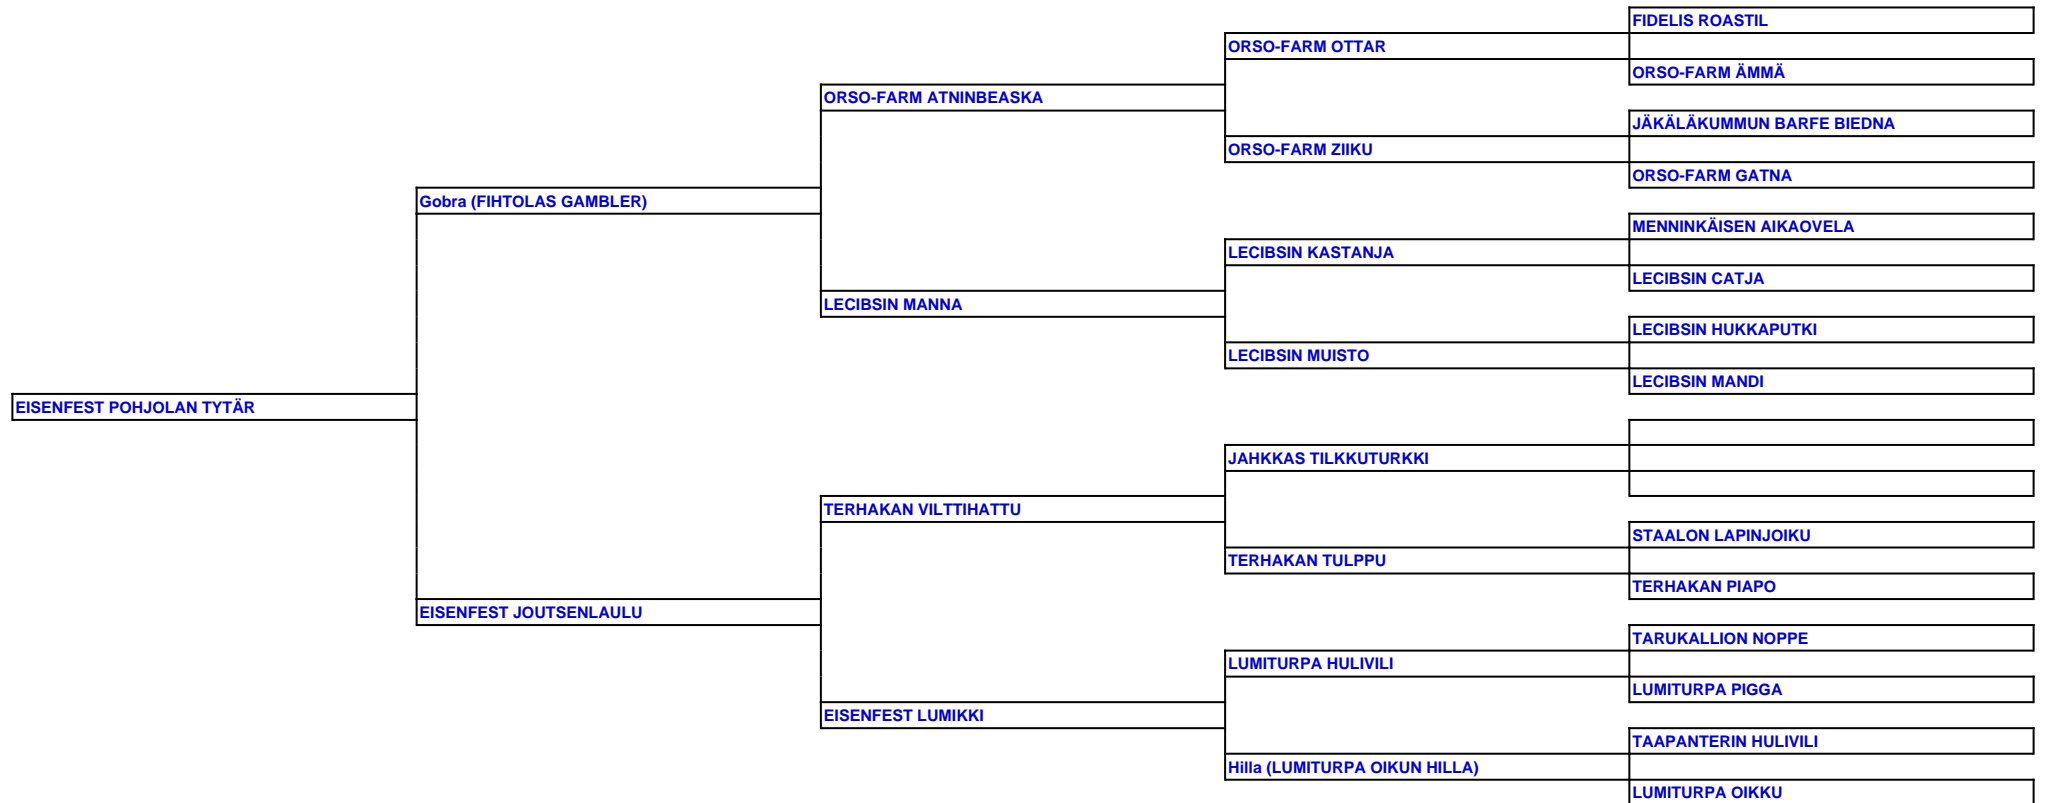 FIDELIS ROASTIL
ORSO-FARM OTTAR
ORSO-FARM ÄMMÄ
ORSO-FARM ATNINBEASKA
JÄKÄLÄKUMMUN BARFE BIEDNA
ORSO-FARM ZIIKU
ORSO-FARM GATNA
Gobra (FIHTOLAS GAMBLER)
MENNINKÄISEN AIKAOVELA
LECIBSIN KASTANJA
LECIBSIN CATJA
LECIBSIN MANNA
LECIBSIN HUKKAPUTKI
LECIBSIN MUISTO
LECIBSIN MANDI
EISENFEST POHJOLAN TYTÄR
JAHKKAS TILKKUTURKKI
TERHAKAN VILTTIHATTU
STAALON LAPINJOIKU
TERHAKAN TULPPU
TERHAKAN PIAPO
EISENFEST JOUTSENLAULU
TARUKALLION NOPPE
LUMITURPA HULIVILI
LUMITURPA PIGGA
EISENFEST LUMIKKI
TAAPANTERIN HULIVILI
Hilla (LUMITURPA OIKUN HILLA)
LUMITURPA OIKKU